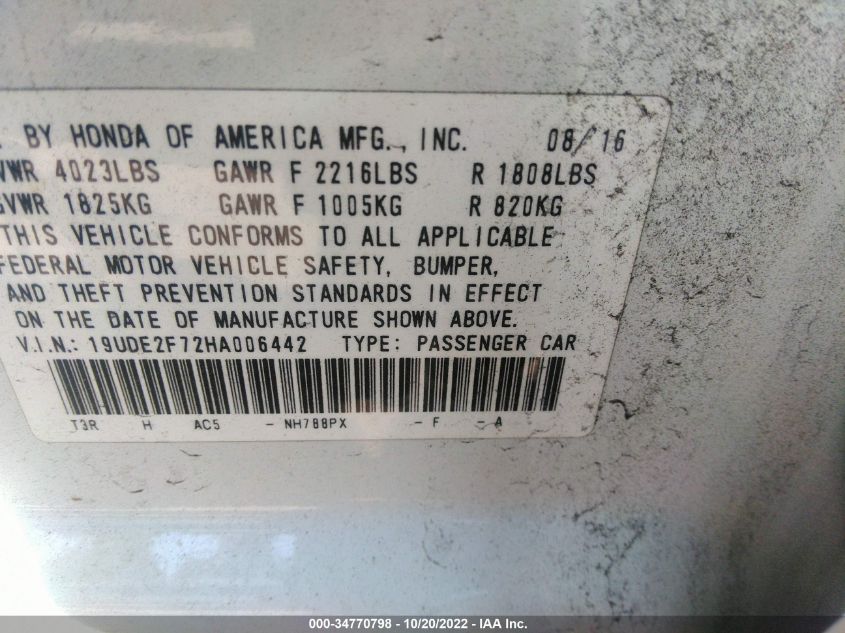 . BY HONDA OF AMERICA MFG., INC. 08/16
VWR 4023LBS GAWR F 2216LBS R 1808LBS
GVWR 1825KG GAWR F 1005KG R 820KG
THIS VEHICLE CONFORMS TO ALL APPLICABLE
FEDERAL MOTOR VEHICLE SAFETY, BUMPER,
AND THEFT PREVENTION STANDARDS IN EFFECT
ON THE DATE OF MANUFACTURE SHOWN ABOVE.
V.I.N.: 19UDE2F72HA006442 TYPE: PASSENGER CAR
T3R H AC5 - NH788PX - F - A
000-34770798 - 10/20/2022 - IAA Inc.